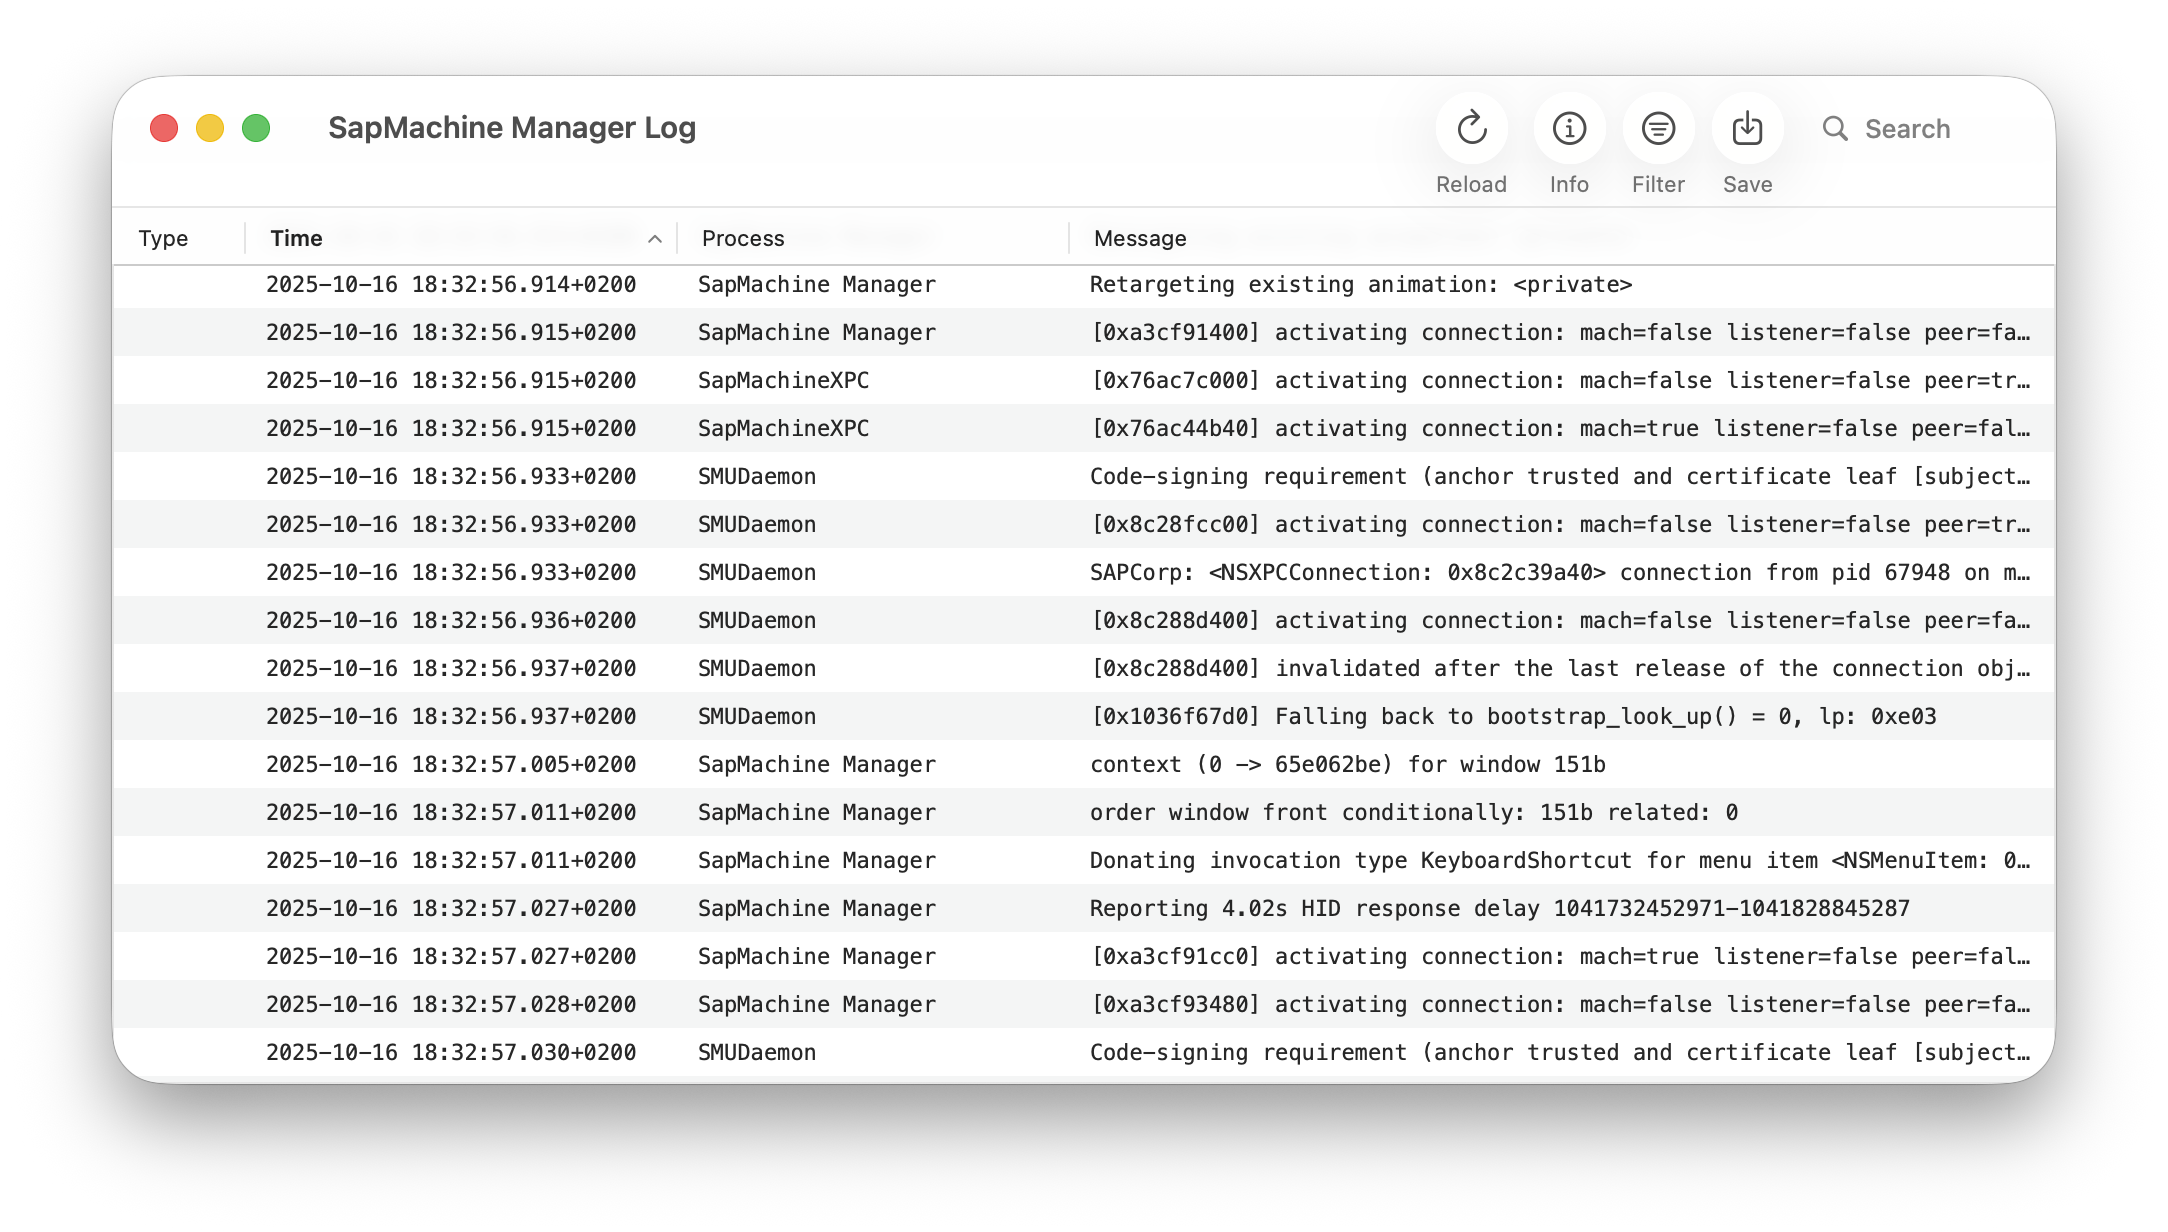 SapMachine Manager Log
Reload Info Filter Save Search
Type Time Process Message
2025-10-16 18:32:56.914+0200 SapMachine Manager Retargeting existing animation: <private>
2025-10-16 18:32:56.915+0200 SapMachine Manager [0xa3cf91400] activating connection: mach=false listener=false peer=fa…
2025-10-16 18:32:56.915+0200 SapMachineXPC [0x76ac7c000] activating connection: mach=false listener=false peer=tr…
2025-10-16 18:32:56.915+0200 SapMachineXPC [0x76ac44b40] activating connection: mach=true listener=false peer=fal…
2025-10-16 18:32:56.933+0200 SMUDaemon Code-signing requirement (anchor trusted and certificate leaf [subject…
2025-10-16 18:32:56.933+0200 SMUDaemon [0x8c28fcc00] activating connection: mach=false listener=false peer=tr…
2025-10-16 18:32:56.933+0200 SMUDaemon SAPCorp: <NSXPCConnection: 0x8c2c39a40> connection from pid 67948 on m…
2025-10-16 18:32:56.936+0200 SMUDaemon [0x8c288d400] activating connection: mach=false listener=false peer=fa…
2025-10-16 18:32:56.937+0200 SMUDaemon [0x8c288d400] invalidated after the last release of the connection obj…
2025-10-16 18:32:56.937+0200 SMUDaemon [0x1036f67d0] Falling back to bootstrap_look_up() = 0, lp: 0xe03
2025-10-16 18:32:57.005+0200 SapMachine Manager context (0 -> 65e062be) for window 151b
2025-10-16 18:32:57.011+0200 SapMachine Manager order window front conditionally: 151b related: 0
2025-10-16 18:32:57.011+0200 SapMachine Manager Donating invocation type KeyboardShortcut for menu item <NSMenuItem: 0…
2025-10-16 18:32:57.027+0200 SapMachine Manager Reporting 4.02s HID response delay 1041732452971-1041828845287
2025-10-16 18:32:57.027+0200 SapMachine Manager [0xa3cf91cc0] activating connection: mach=true listener=false peer=fal…
2025-10-16 18:32:57.028+0200 SapMachine Manager [0xa3cf93480] activating connection: mach=false listener=false peer=fa…
2025-10-16 18:32:57.030+0200 SMUDaemon Code-signing requirement (anchor trusted and certificate leaf [subject…